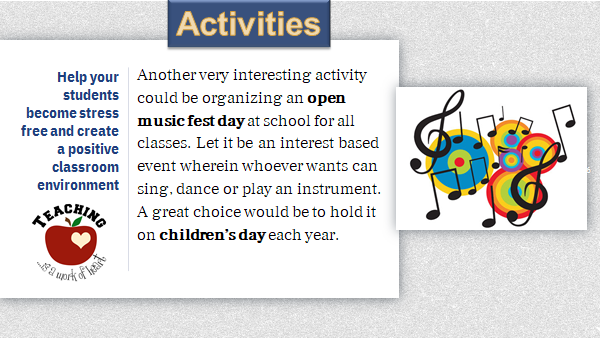 Activities
Help your
students
become stress
free and create
a positive
classroom
environment
TEACHING
...is a work of heart
Another very interesting activity
could be organizing an open
music fest day at school for all
classes. Let it be an interest based
event wherein whoever wants can
sing, dance or play an instrument.
A great choice would be to hold it
on children's day each year.